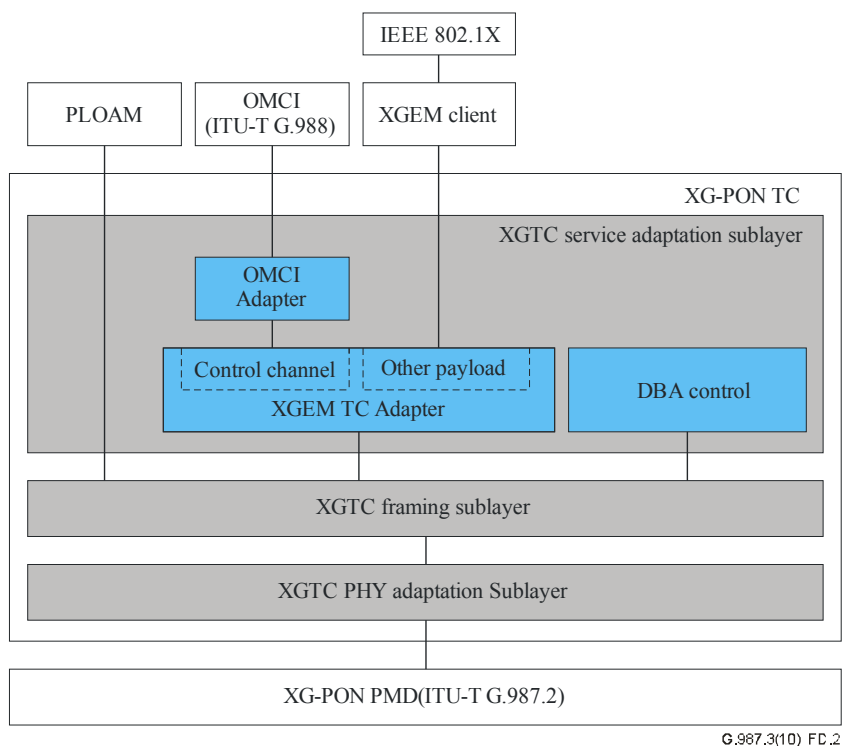 IEEE 802.1X
PLOAM
OMCI
(ITU-T G.988)
XGEM client
XG-PON TC
XGTC service adaptation sublayer
OMCI
Adapter
Control channel
Other payload
XGEM TC Adapter
DBA control
XGTC framing sublayer
XGTC PHY adaptation Sublayer
XG-PON PMD(ITU-T G.987.2)
G.987.3(10)_FD.2